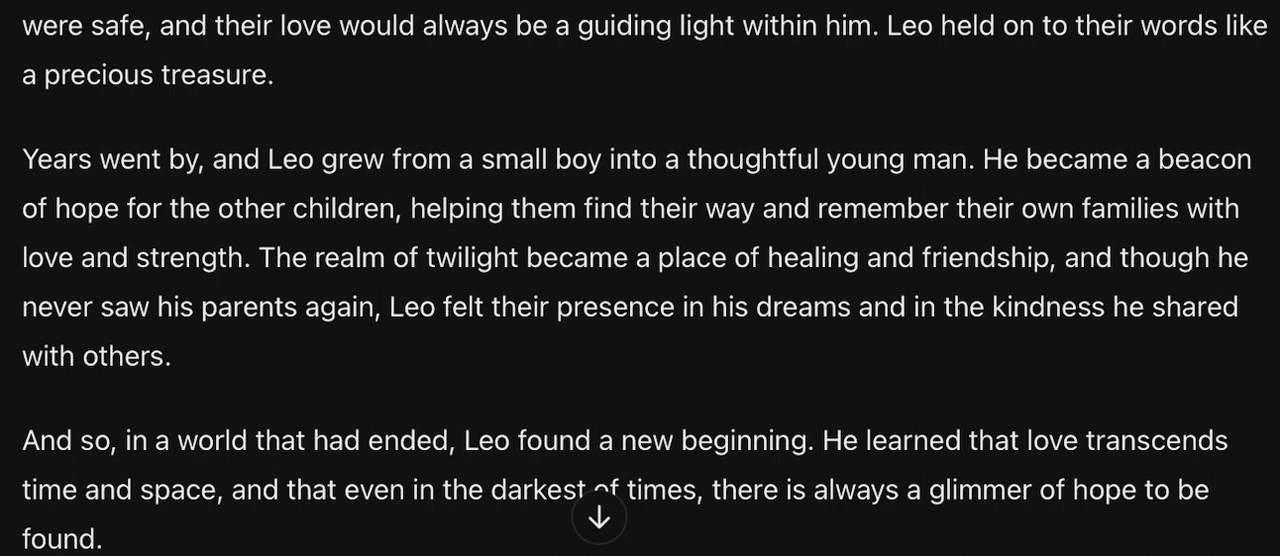 were safe, and their love would always be a guiding light within him. Leo held on to their words like
a precious treasure.
Years went by, and Leo grew from a small boy into a thoughtful young man. He became a beacon
of hope for the other children, helping them find their way and remember their own families with
love and strength. The realm of twilight became a place of healing and friendship, and though he
never saw his parents again, Leo felt their presence in his dreams and in the kindness he shared
with others.
And so, in a world that had ended, Leo found a new beginning. He learned that love transcends
time and space, and that even in the darkest of times, there is always a glimmer of hope to be
found.